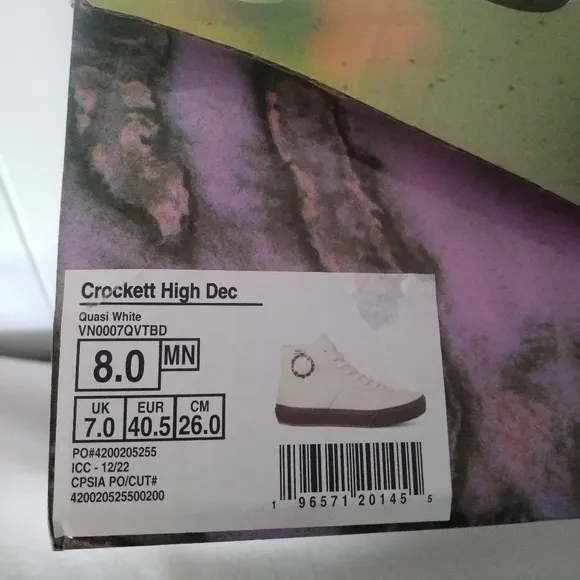 Crockett High Dec
Quasi White
VN0007QVTBD
8.0 MN
UK EUR CM
7.0 40.5 26.0
PO#4200205255
ICC - 12/22
CPSIA PO/CUT#
420020525500200
1 96571 20145 5